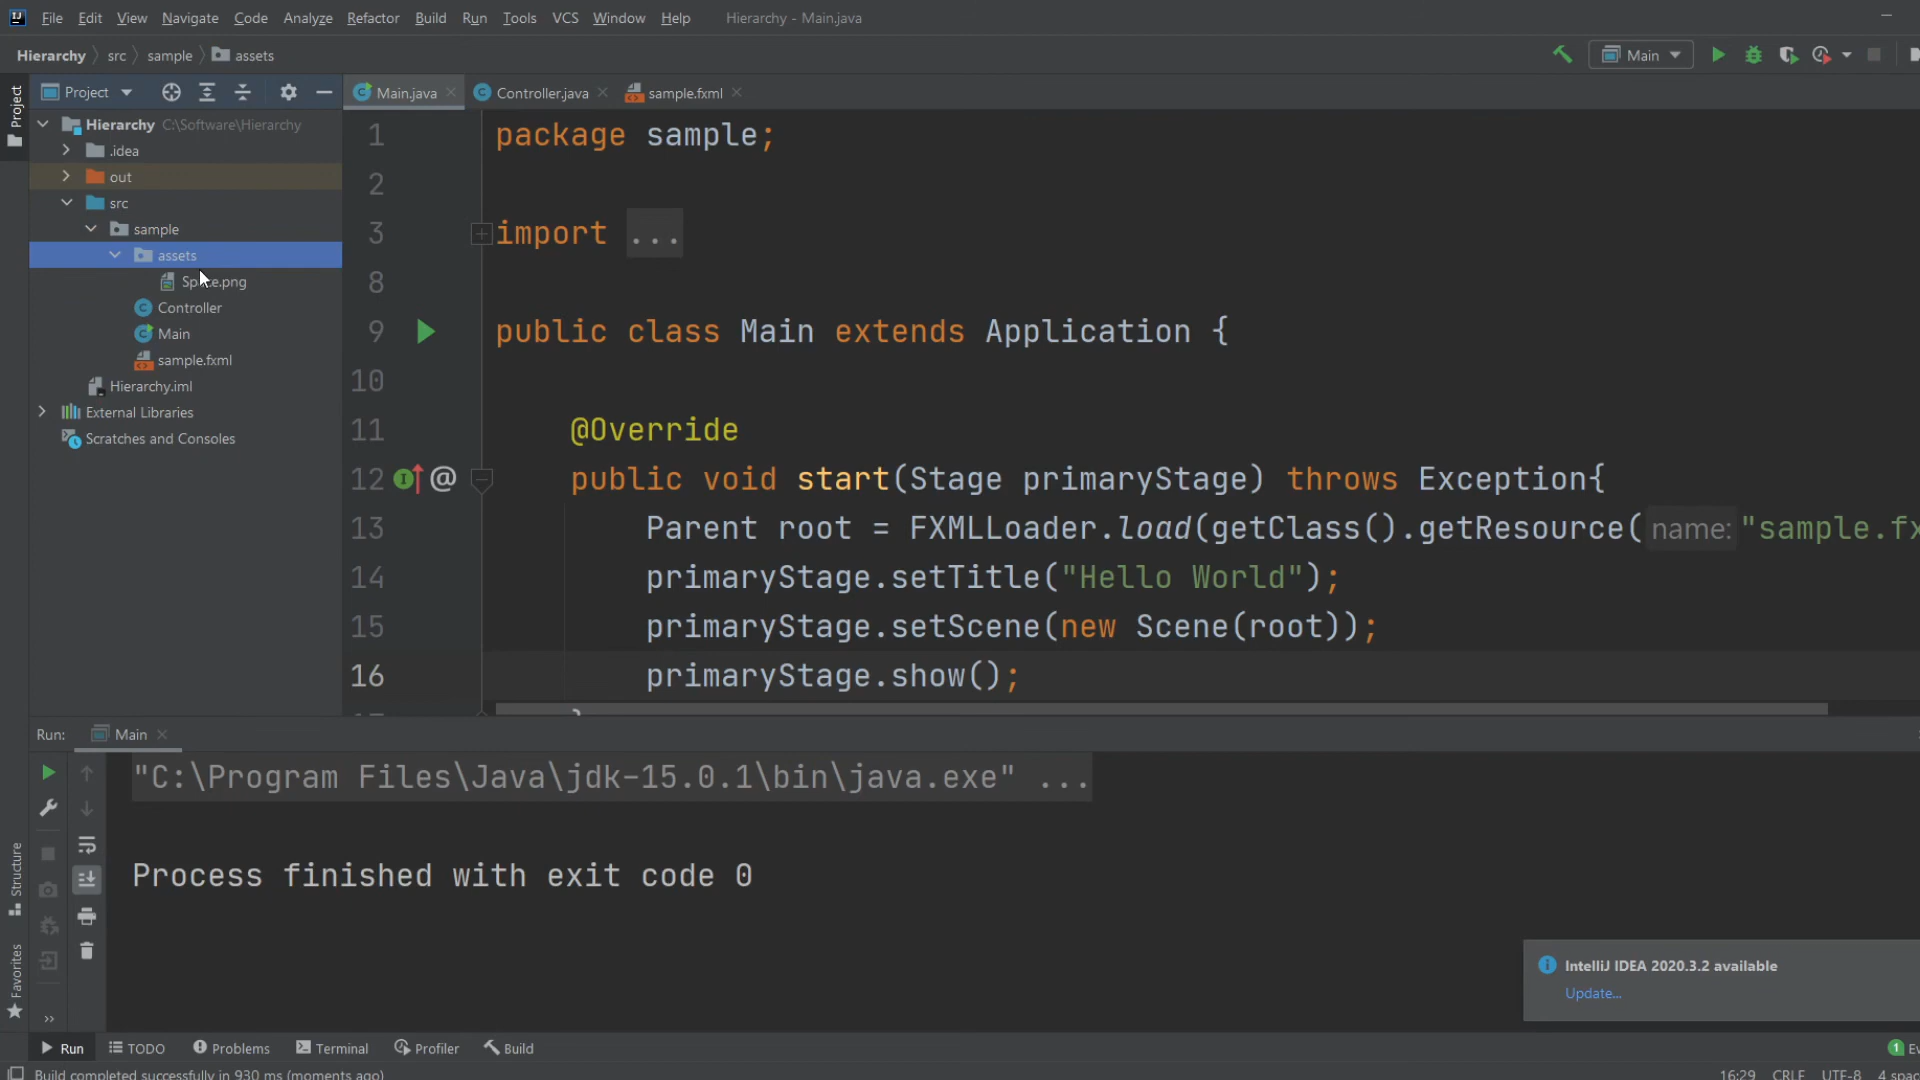 File Edit View Navigate Code Analyze Refactor Build Run Tools VCS Window Help Hierarchy - Main.java
Hierarchy src sample assets Main
Project Main.java Controller.java sample.fxml
Project
Hierarchy C:\Software\Hierarchy
.idea
out
src
sample
assets
Controller
Main
sample.fxml
Hierarchy.iml
External Libraries
Scratches and Consoles
1 package sample;
2
3 import ...
8
9 public class Main extends Application {
10
11 @Override
12 @ public void start(Stage primaryStage) throws Exception{
13 Parent root = FXMLLoader.load(getClass().getResource( name: "sample.fx
14 primaryStage.setTitle("Hello World");
15 primaryStage.setScene(new Scene(root));
16 primaryStage.show();
Run: Main
"C:\Program Files\Java\jdk-15.0.1\bin\java.exe" ...
Process finished with exit code 0
Structure
Favorites
IntelliJ IDEA 2020.3.2 available
Update...
Run TODO Problems Terminal Profiler Build 1 Ev
Build completed successfully in 930 ms (moments ago) 16:29 CRLF UTF-8 4 spac